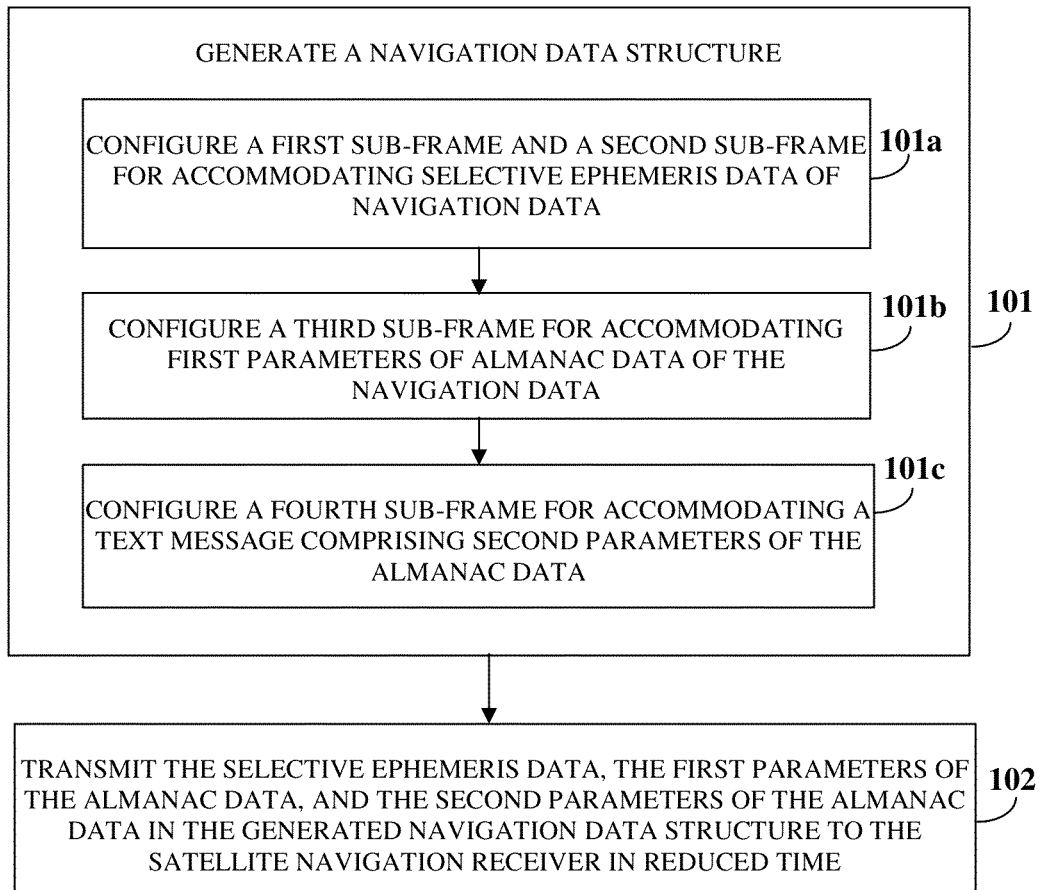 GENERATE A NAVIGATION DATA STRUCTURE
CONFIGURE A FIRST SUB-FRAME AND A SECOND SUB-FRAME
FOR ACCOMMODATING SELECTIVE EPHEMERIS DATA OF
NAVIGATION DATA
101a
CONFIGURE A THIRD SUB-FRAME FOR ACCOMMODATING
FIRST PARAMETERS OF ALMANAC DATA OF THE
NAVIGATION DATA
101b
101
CONFIGURE A FOURTH SUB-FRAME FOR ACCOMMODATING A
TEXT MESSAGE COMPRISING SECOND PARAMETERS OF THE
ALMANAC DATA
101c
TRANSMIT THE SELECTIVE EPHEMERIS DATA, THE FIRST PARAMETERS OF
THE ALMANAC DATA, AND THE SECOND PARAMETERS OF THE ALMANAC
DATA IN THE GENERATED NAVIGATION DATA STRUCTURE TO THE
SATELLITE NAVIGATION RECEIVER IN REDUCED TIME
102